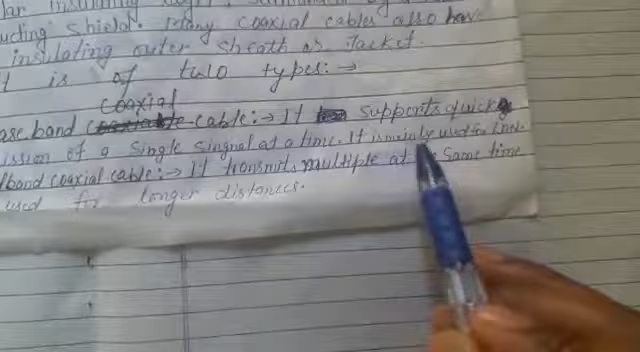 insulating
ucting shield. Many coaxial cables also have
insulating outer sheath or Jacket.
t is of two types:→
coaxial
ase band cable:→ It supports quick
ission of a single singnal at a time. It is mainly used for
band coaxial cable:→ It transmit multiple at same time
used for longer distances.